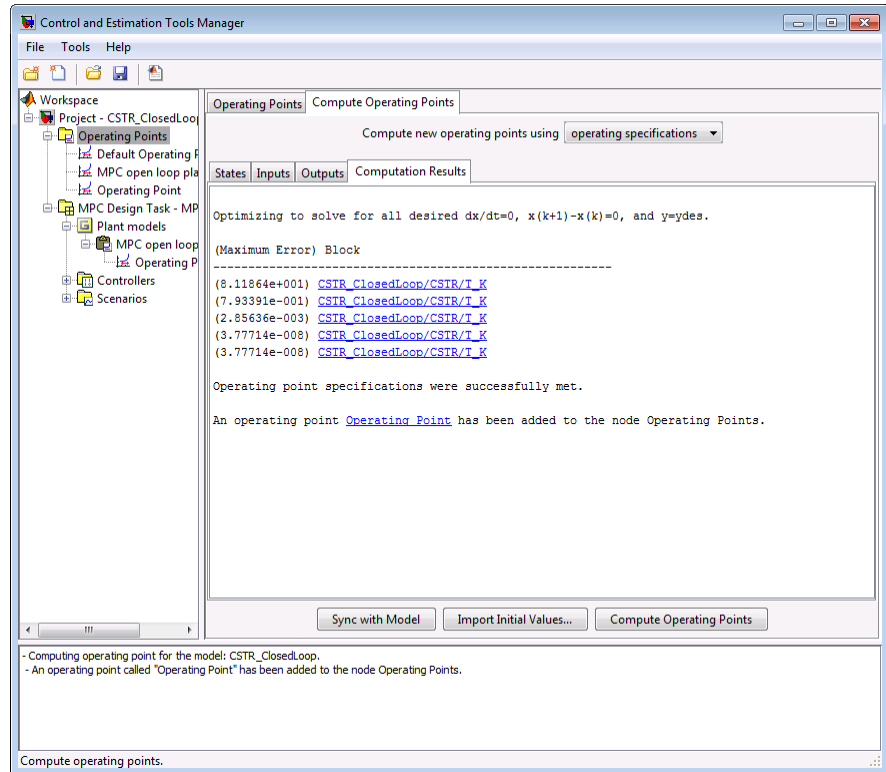 Control and Estimation Tools Manager
File Tools Help
Workspace
Project - CSTR_ClosedLoop
Operating Points
Default Operating P
MPC open loop pla
Operating Point
MPC Design Task - MP
Plant models
MPC open loop
Operating P
Controllers
Scenarios
Operating Points Compute Operating Points
Compute new operating points using operating specifications
States Inputs Outputs Computation Results
Optimizing to solve for all desired dx/dt=0, x(k+1)-x(k)=0, and y=ydes.
(Maximum Error) Block
---------------------------------------------------------
(8.11864e+001) CSTR_ClosedLoop/CSTR/T_K
(7.93391e-001) CSTR_ClosedLoop/CSTR/T_K
(2.85636e-003) CSTR_ClosedLoop/CSTR/T_K
(3.77714e-008) CSTR_ClosedLoop/CSTR/T_K
(3.77714e-008) CSTR_ClosedLoop/CSTR/T_K
Operating point specifications were successfully met.
An operating point Operating Point has been added to the node Operating Points.
Sync with Model Import Initial Values... Compute Operating Points
- Computing operating point for the model: CSTR_ClosedLoop.
- An operating point called "Operating Point" has been added to the node Operating Points.
Compute operating points.